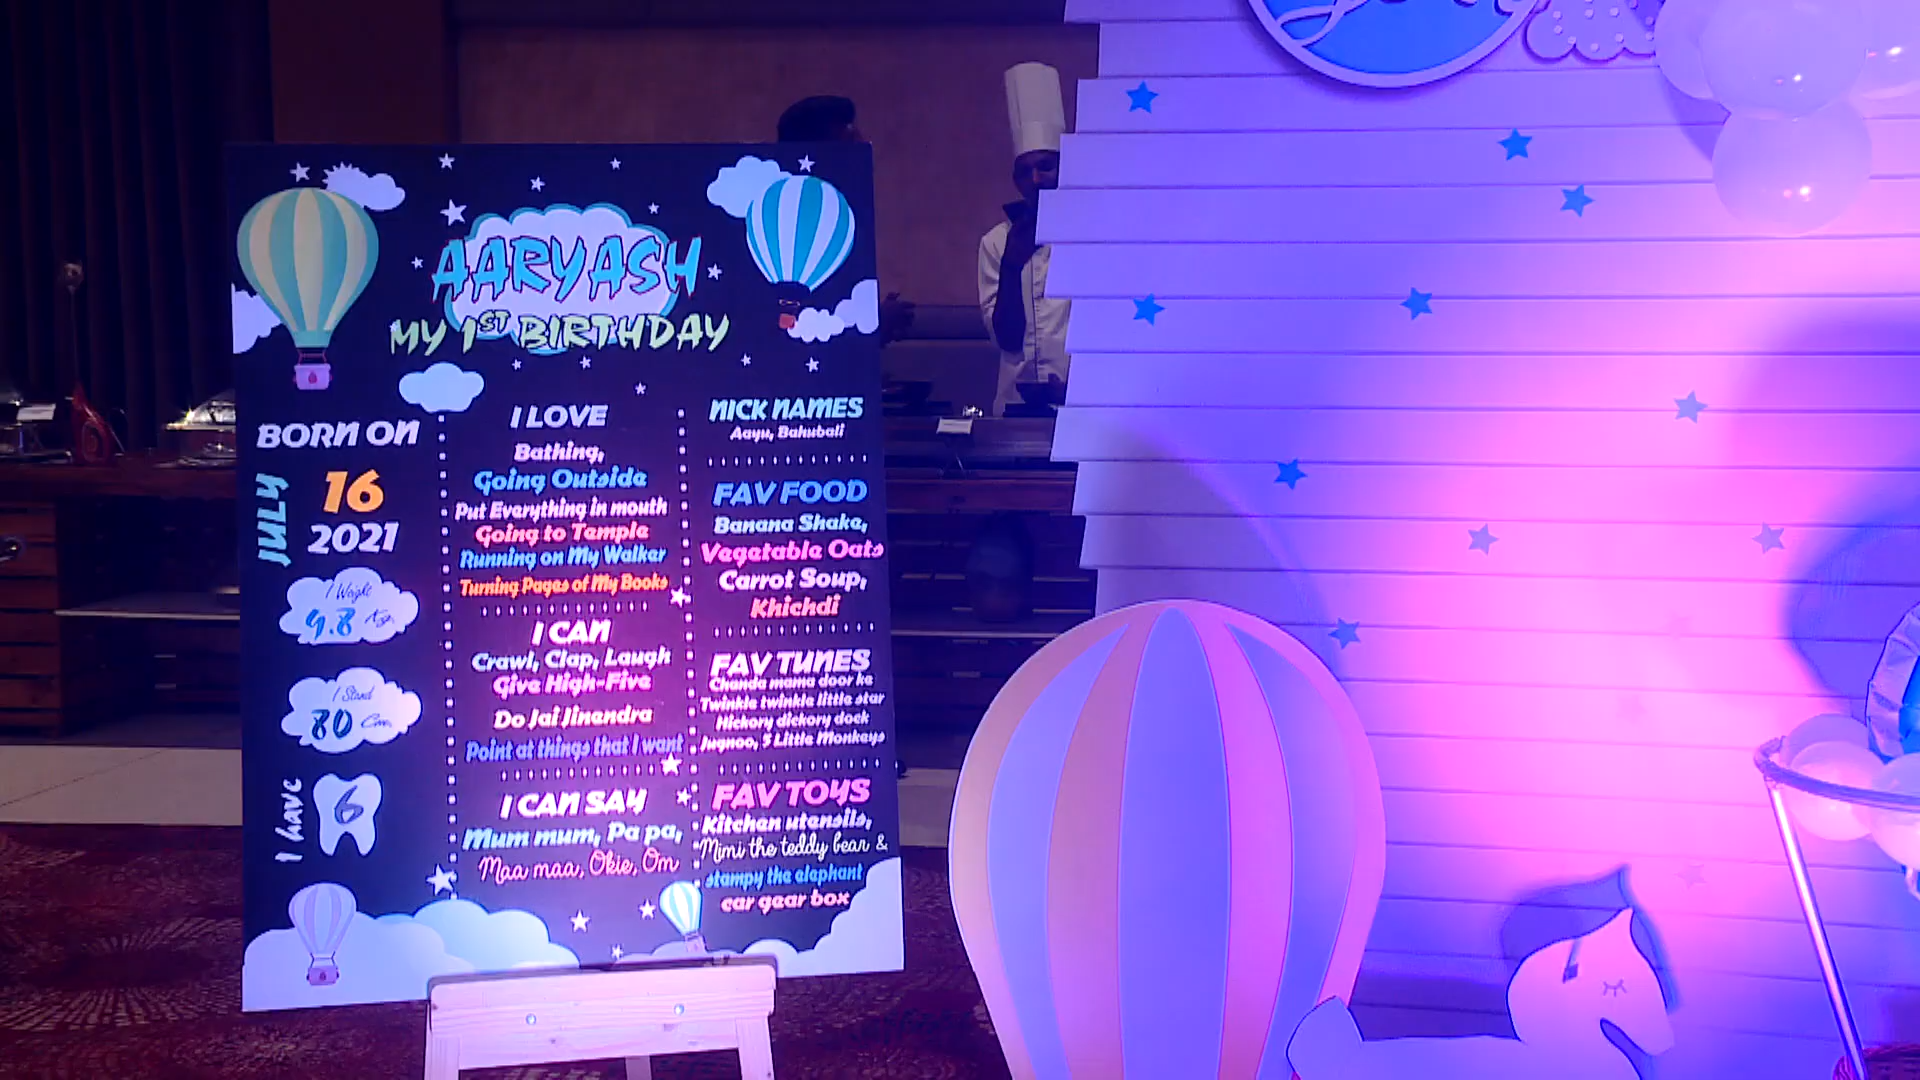 AARYASH
MY 1ST BIRTHDAY
BORN ON
JULY
16
2021
I Weight
9.8 Kgs
I Stand
80 Cms
I have
6
I LOVE
Bathing,
Going Outside
Put Everything in mouth
Going to Temple
Running on My Walker
Turning Pages of My Books
I CAN
Crawl, Clap, Laugh
Give High-Five
Do Jai Jinendra
Point at things that I want
I CAN SAY
Mum mum, Pa pa,
Maa maa, Okie, Om
NICK NAMES
Aayu, Bahubali
FAV FOOD
Banana Shake,
Vegetable Oats
Carrot Soup,
Khichdi
FAV TUNES
Chanda mama door ke
Twinkle twinkle little star
Hickory dickory dock
Jugnoo, 5 Little Monkeys
FAV TOYS
Kitchen utensils,
Mimi the teddy bear &
stampy the elephant
car gear box